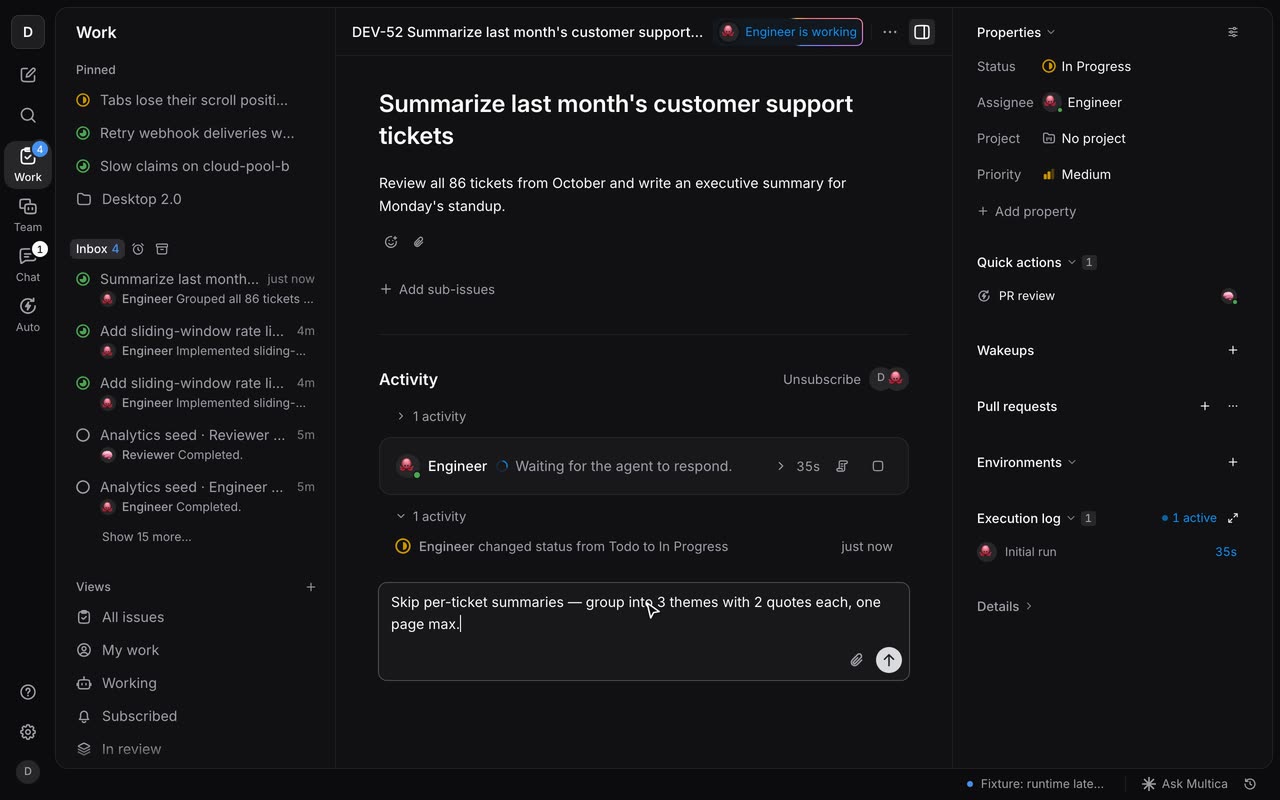 D
Work
DEV-52 Summarize last month's customer support...
Engineer is working
Properties
Pinned
Tabs lose their scroll positi...
Retry webhook deliveries w...
Slow claims on cloud-pool-b
Desktop 2.0
4
Work
Team
1
Chat
Auto
Inbox 4
Summarize last month... just now
Engineer Grouped all 86 tickets ...
Add sliding-window rate li... 4m
Engineer Implemented sliding-...
Add sliding-window rate li... 4m
Engineer Implemented sliding-...
Analytics seed · Reviewer ... 5m
Reviewer Completed.
Analytics seed · Engineer ... 5m
Engineer Completed.
Show 15 more...
Views
All issues
My work
Working
Subscribed
In review
D
Summarize last month's customer support
tickets
Review all 86 tickets from October and write an executive summary for
Monday's standup.
Add sub-issues
Activity
Unsubscribe
D
1 activity
Engineer Waiting for the agent to respond. 35s
1 activity
Engineer changed status from Todo to In Progress just now
Skip per-ticket summaries — group into 3 themes with 2 quotes each, one
page max.
Status In Progress
Assignee Engineer
Project No project
Priority Medium
Add property
Quick actions 1
PR review
Wakeups
Pull requests
Environments
Execution log 1 1 active
Initial run 35s
Details
Fixture: runtime late...
Ask Multica